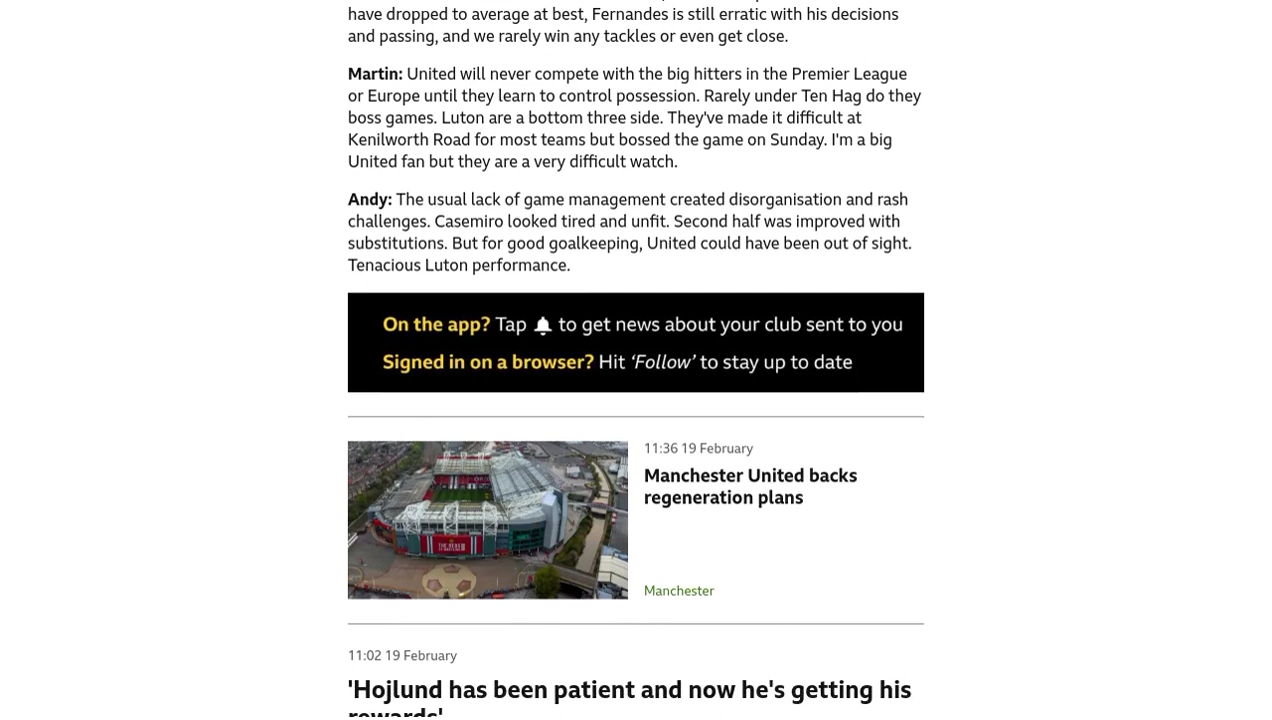 have dropped to average at best, Fernandes is still erratic with his decisions
and passing, and we rarely win any tackles or even get close.
Martin: United will never compete with the big hitters in the Premier League
or Europe until they learn to control possession. Rarely under Ten Hag do they
boss games. Luton are a bottom three side. They've made it difficult at
Kenilworth Road for most teams but bossed the game on Sunday. I'm a big
United fan but they are a very difficult watch.
Andy: The usual lack of game management created disorganisation and rash
challenges. Casemiro looked tired and unfit. Second half was improved with
substitutions. But for good goalkeeping, United could have been out of sight.
Tenacious Luton performance.
On the app? Tap to get news about your club sent to you
Signed in on a browser? Hit ‘Follow’ to stay up to date
11:36 19 February
Manchester United backs
regeneration plans
Manchester
11:02 19 February
'Hojlund has been patient and now he's getting his
rewards'